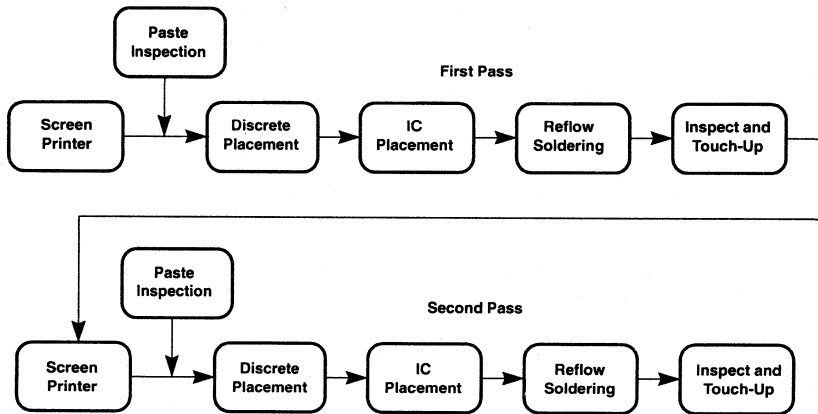 Paste
Inspection
First Pass
Screen
Printer
Discrete
Placement
IC
Placement
Reflow
Soldering
Inspect and
Touch-Up
Paste
Inspection
Second Pass
Screen
Printer
Discrete
Placement
IC
Placement
Reflow
Soldering
Inspect and
Touch-Up